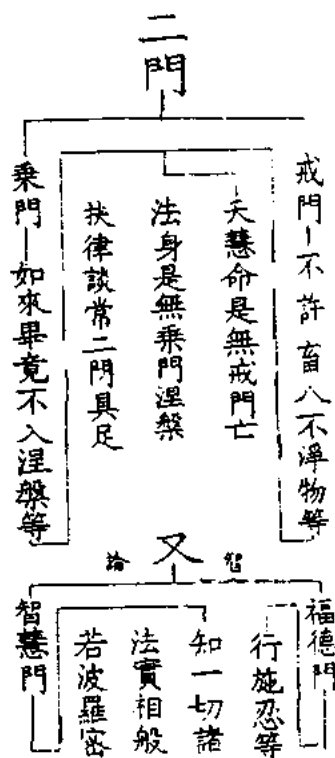 二門
戒門 不許畜八不淨物等
夭慧命是無戒門亡
法身是無乗門涅槃
扶律談常二門具足
乗門 如來畢竟不入涅槃等
又
智
論
福德門
行施忍等
知一切諸
法實相般
若波羅密
智慧門